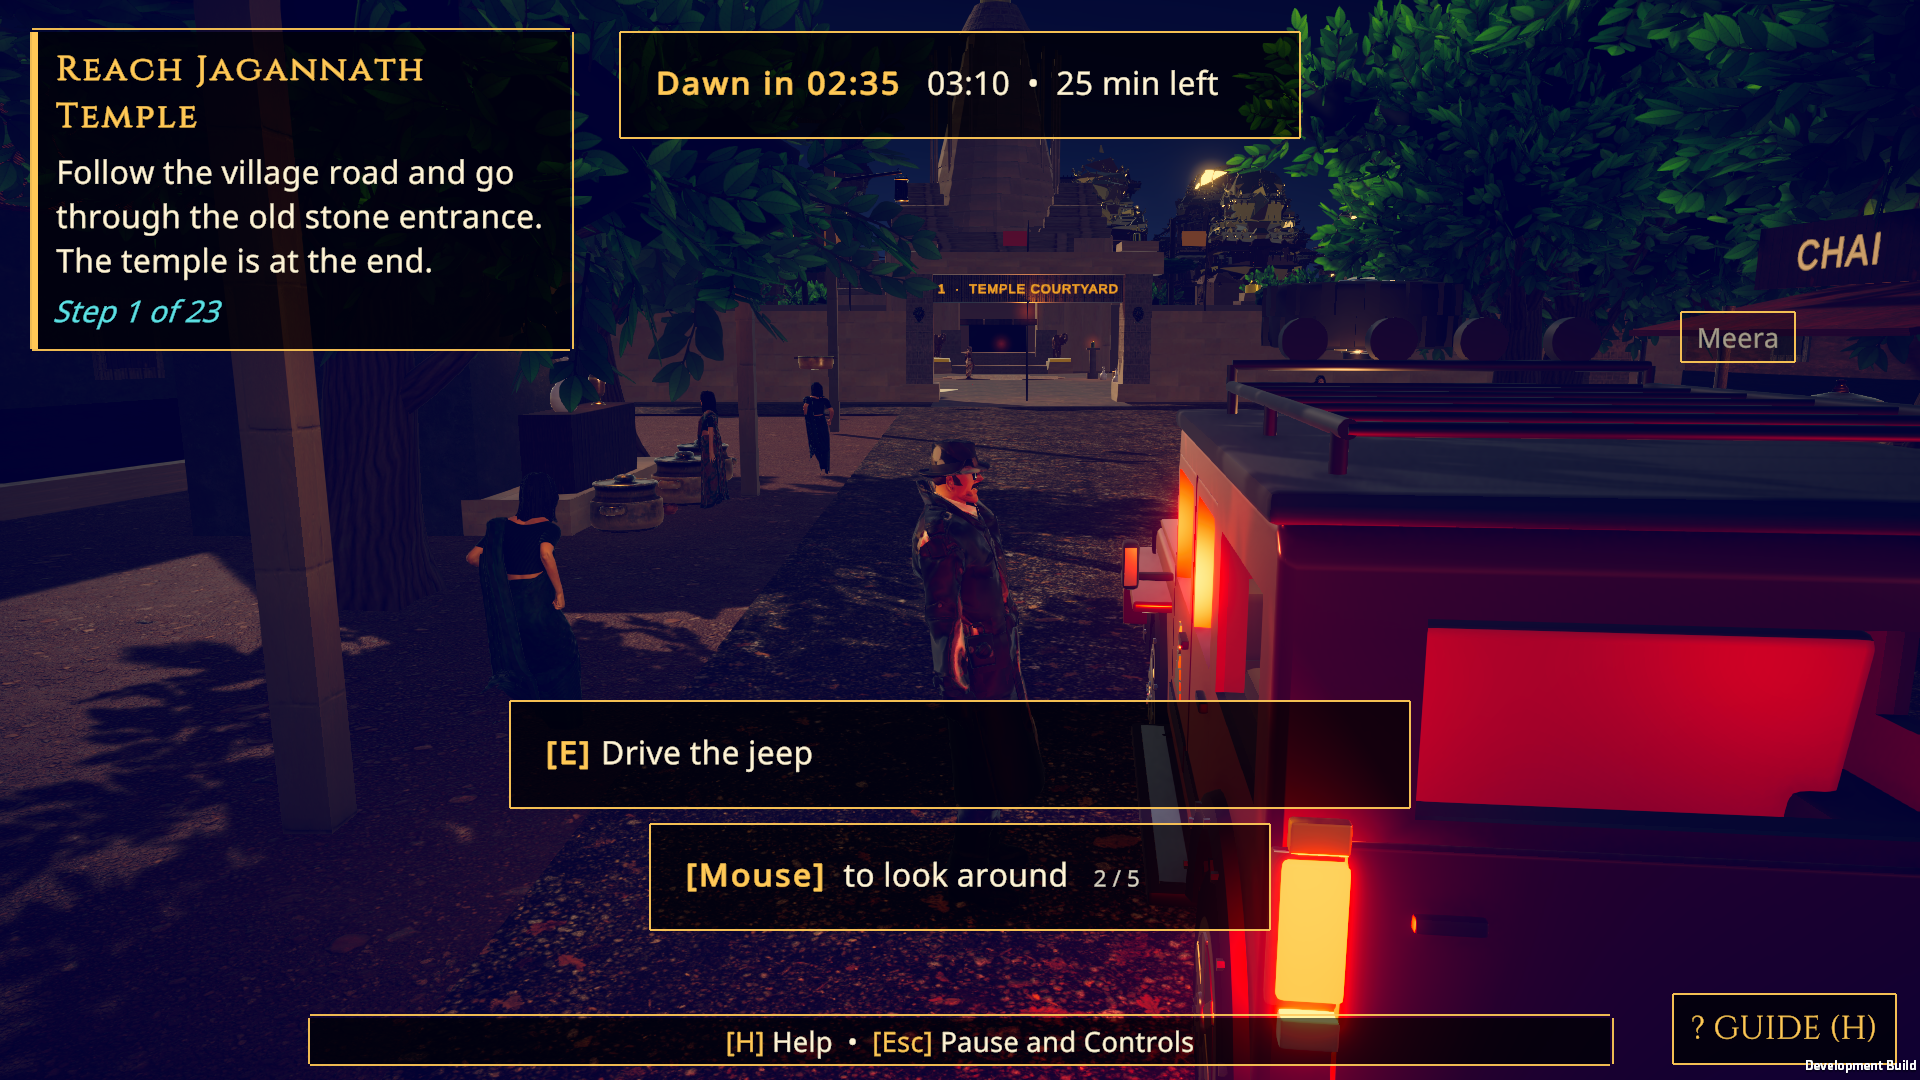 REACH JAGANNATH
TEMPLE
Follow the village road and go
through the old stone entrance.
The temple is at the end.
Step 1 of 23
Dawn in 02:35 03:10 • 25 min left
1 · TEMPLE COURTYARD
CHAI
Meera
[E] Drive the jeep
[Mouse] to look around 2 / 5
[H] Help • [Esc] Pause and Controls
? GUIDE (H)
Development Build